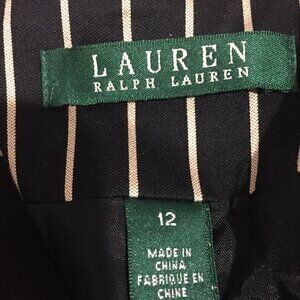 LAUREN
RALPH LAUREN
12
MADE IN
CHINA
FABRIQUÉ EN
CHINE